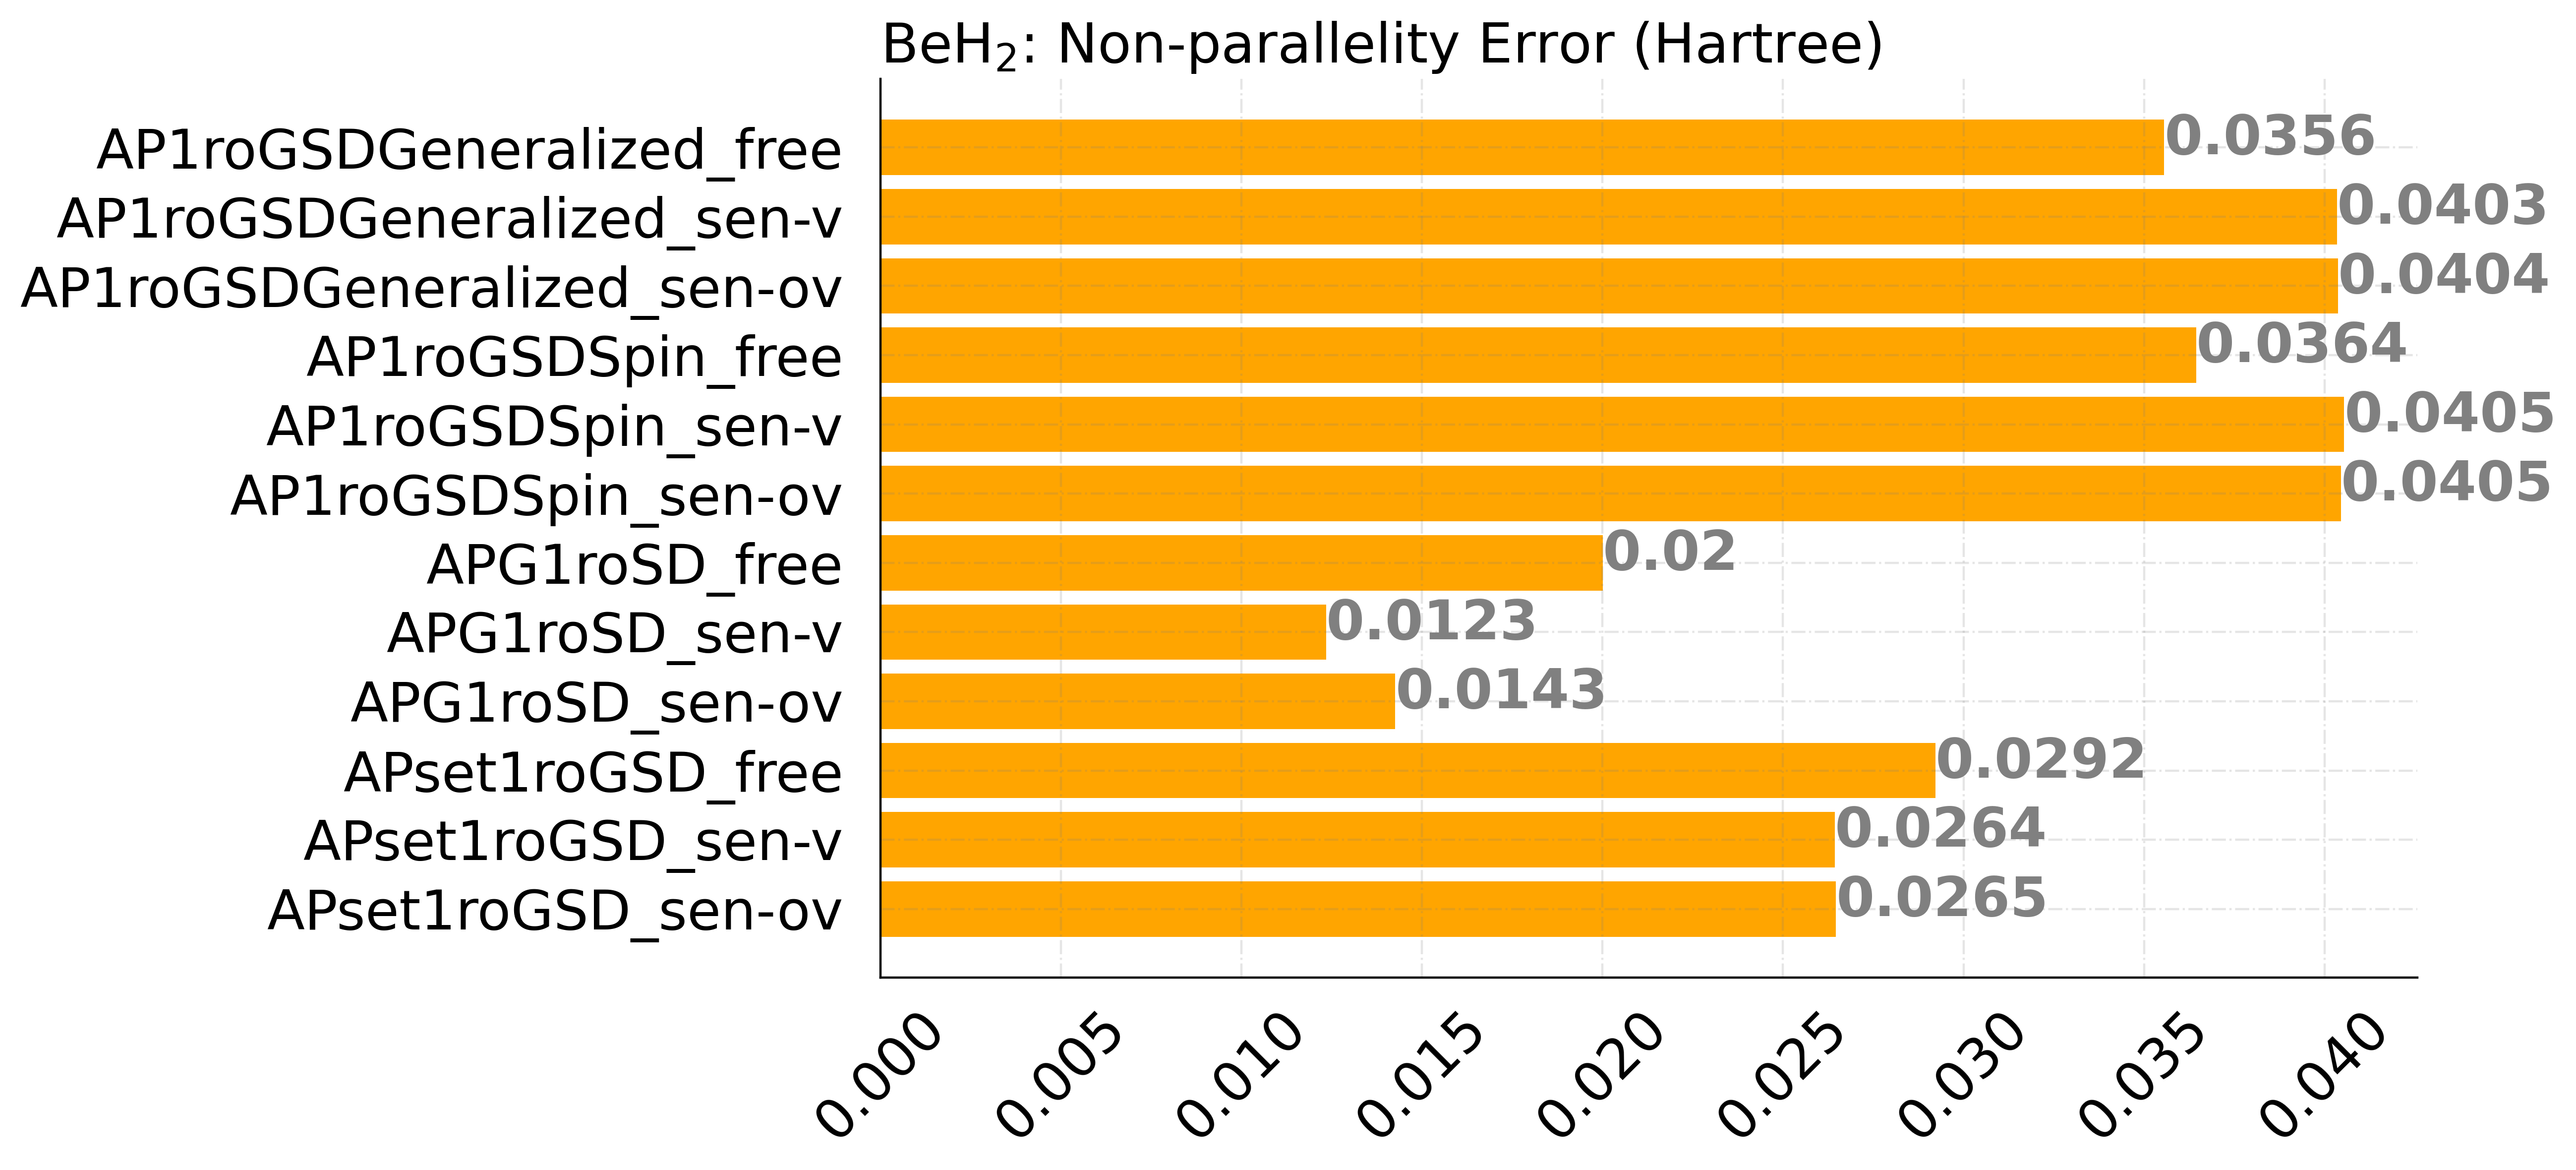 BeH₂: Non-parallelity Error (Hartree)
AP1roGSDGeneralized_free 0.0356
AP1roGSDGeneralized_sen-v 0.0403
AP1roGSDGeneralized_sen-ov 0.0404
AP1roGSDSpin_free 0.0364
AP1roGSDSpin_sen-v 0.0405
AP1roGSDSpin_sen-ov 0.0405
APG1roSD_free 0.02
APG1roSD_sen-v 0.0123
APG1roSD_sen-ov 0.0143
APset1roGSD_free 0.0292
APset1roGSD_sen-v 0.0264
APset1roGSD_sen-ov 0.0265
0.000 0.005 0.010 0.015 0.020 0.025 0.030 0.035 0.040